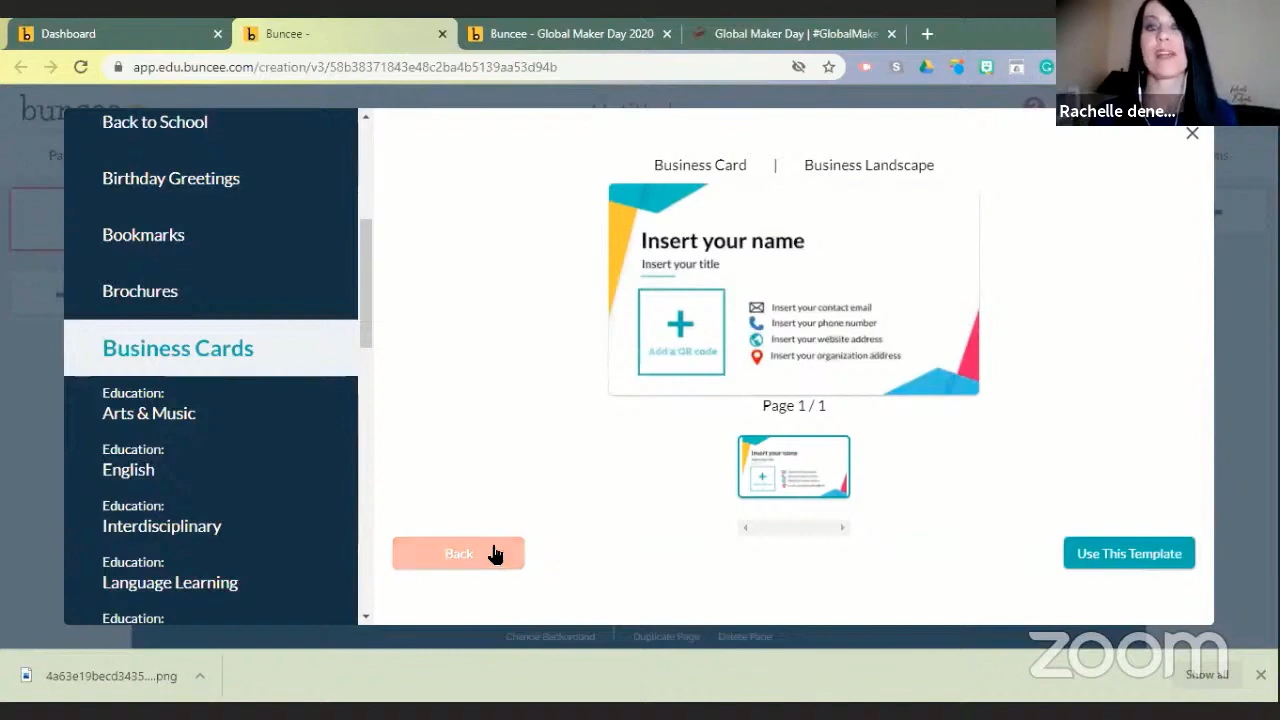 Dashboard
Buncee -
Buncee - Global Maker Day 2020
Global Maker Day | #GlobalMake
app.edu.buncee.com/creation/v3/58b38371843e48c2ba4b5139aa53d94b
Rachelle dene...
buncee
Back to School
Birthday Greetings
Bookmarks
Brochures
Business Cards
Education:
Arts & Music
Education:
English
Education:
Interdisciplinary
Education:
Language Learning
Education:
Business Card | Business Landscape
Insert your name
Insert your title
Add a QR code
Insert your contact email
Insert your phone number
Insert your website address
Insert your organization address
Page 1 / 1
Insert your name
Back
Use This Template
Change Background
Duplicate Page
Delete Page
zoom
4a63e19becd3435....png
Show all